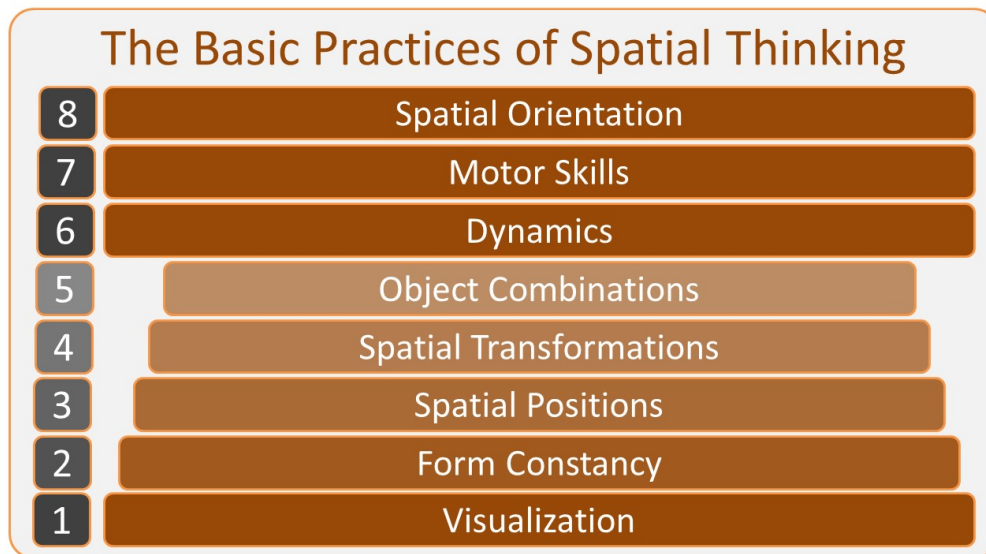 The Basic Practices of Spatial Thinking
8 Spatial Orientation
7 Motor Skills
6 Dynamics
5 Object Combinations
4 Spatial Transformations
3 Spatial Positions
2 Form Constancy
1 Visualization